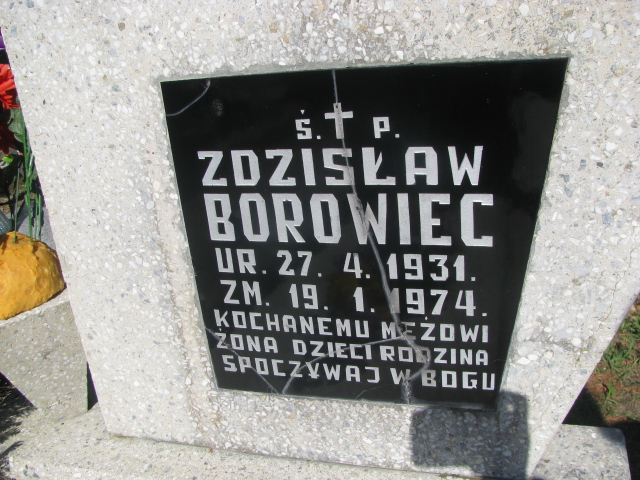 Ś. P.
ZDZISŁAW
BOROWIEC
UR. 27. 4. 1931.
ZM. 19. 1. 1974.
KOCHANEMU MĘŻOWI
ŻONA DZIECI RODZINA
SPOCZYWAJ W BOGU